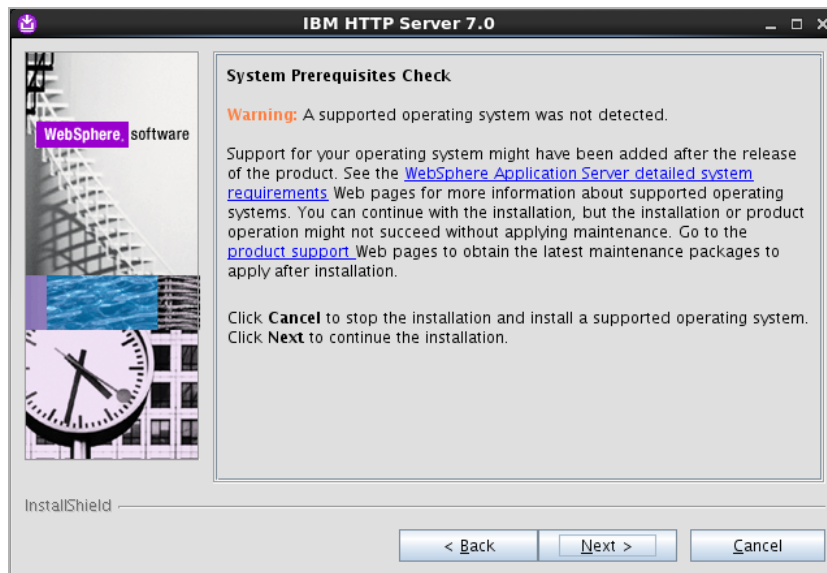 IBM HTTP Server 7.0
WebSphere. software
System Prerequisites Check
Warning: A supported operating system was not detected.
Support for your operating system might have been added after the release
of the product. See the WebSphere Application Server detailed system
requirements Web pages for more information about supported operating
systems. You can continue with the installation, but the installation or product
operation might not succeed without applying maintenance. Go to the
product support Web pages to obtain the latest maintenance packages to
apply after installation.
Click Cancel to stop the installation and install a supported operating system.
Click Next to continue the installation.
InstallShield
< Back Next > Cancel